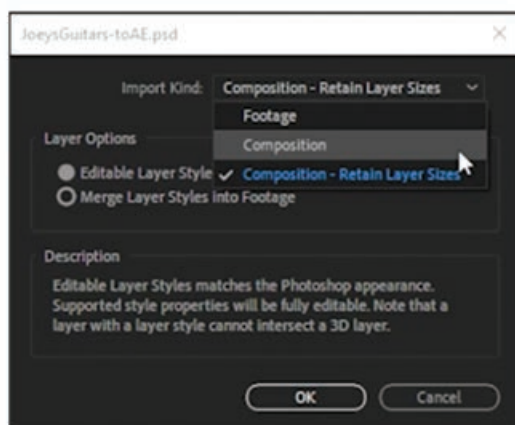 JoeysGuitars-toAE.psd
Import Kind: Composition - Retain Layer Sizes
Footage
Layer Options
Composition
Editable Layer Style
Composition - Retain Layer Sizes
Merge Layer Styles into Footage
Description
Editable Layer Styles matches the Photoshop appearance.
Supported style properties will be fully editable. Note that a
layer with a layer style cannot intersect a 3D layer.
OK Cancel